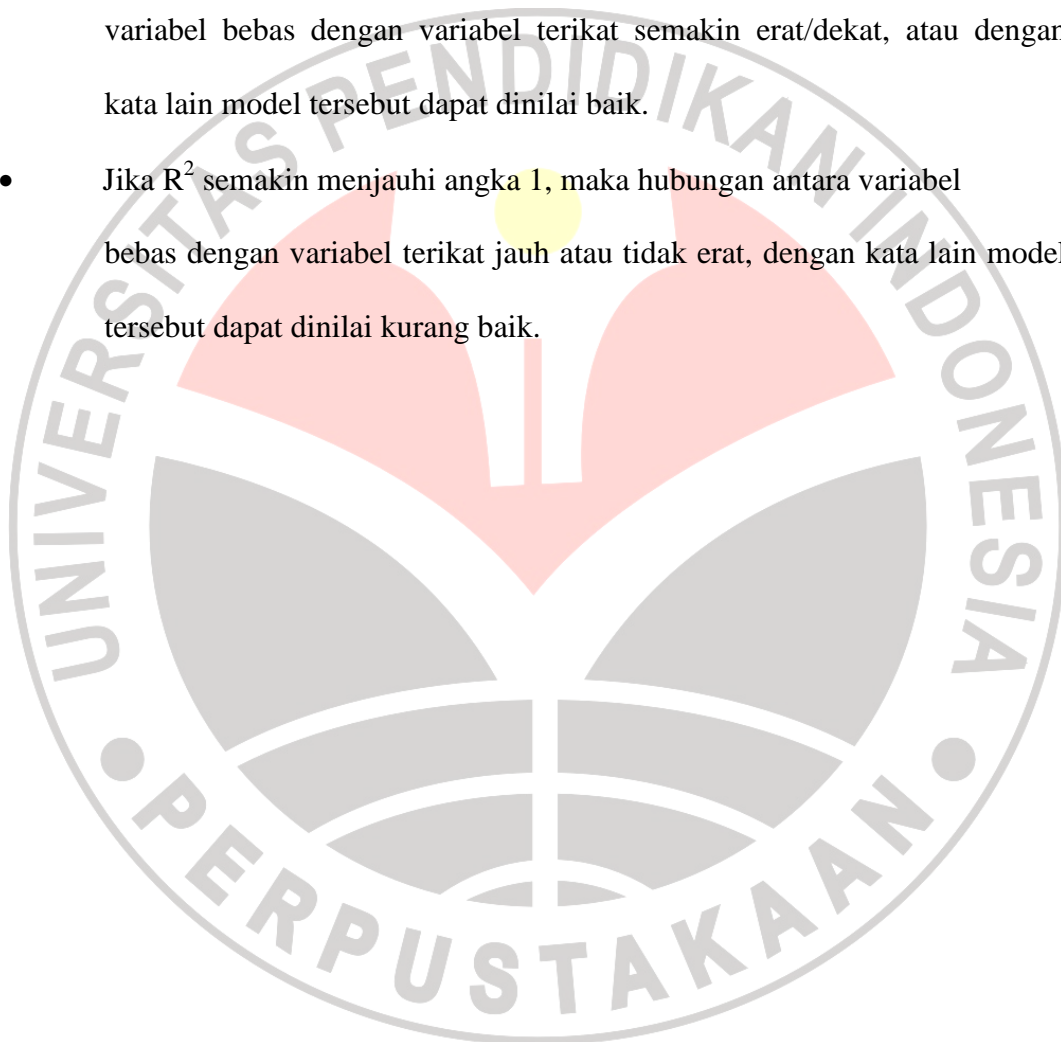 variabel bebas dengan variabel terikat semakin erat/dekat, atau dengan
kata lain model tersebut dapat dinilai baik.
• Jika R² semakin menjauhi angka 1, maka hubungan antara variabel
bebas dengan variabel terikat jauh atau tidak erat, dengan kata lain model
tersebut dapat dinilai kurang baik.
UNIVERSITAS PENDIDIKAN INDONESIA
PERPUSTAKAAN